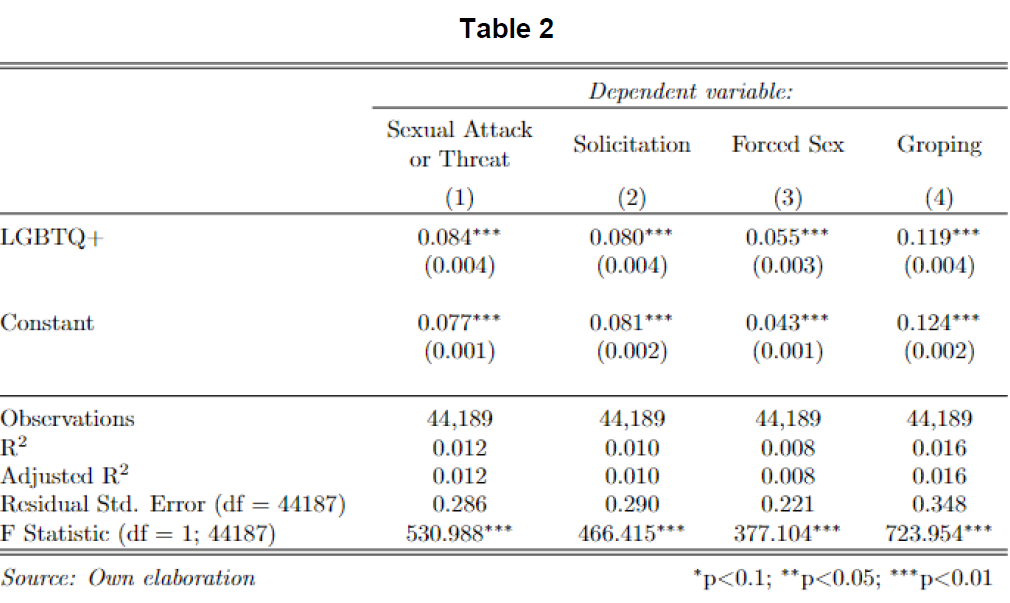 Table 2
Dependent variable:
Sexual Attack or Threat Solicitation Forced Sex Groping
(1) (2) (3) (4)
LGBTQ+ 0.084*** 0.080*** 0.055*** 0.119***
(0.004) (0.004) (0.003) (0.004)
Constant 0.077*** 0.081*** 0.043*** 0.124***
(0.001) (0.002) (0.001) (0.002)
Observations 44,189 44,189 44,189 44,189
R² 0.012 0.010 0.008 0.016
Adjusted R² 0.012 0.010 0.008 0.016
Residual Std. Error (df = 44187) 0.286 0.290 0.221 0.348
F Statistic (df = 1; 44187) 530.988*** 466.415*** 377.104*** 723.954***
Source: Own elaboration *p<0.1; **p<0.05; ***p<0.01